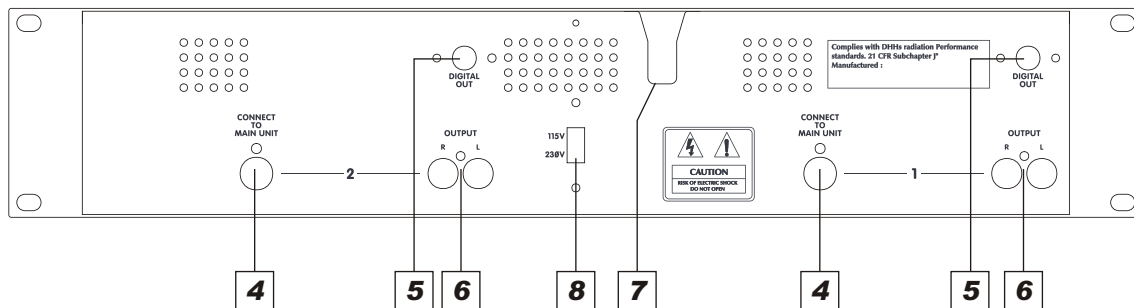 Complies with DHHs radiation Performance
standards. 21 CFR Subchapter J"
Manufactured :
DIGITAL
OUT
DIGITAL
OUT
CONNECT
TO
MAIN UNIT
OUTPUT
R L
115V
230V
CONNECT
TO
MAIN UNIT
OUTPUT
R L
2
1
CAUTION
RISK OF ELECTRIC SHOCK
DO NOT OPEN
4 5 6 8 7 4 5 6